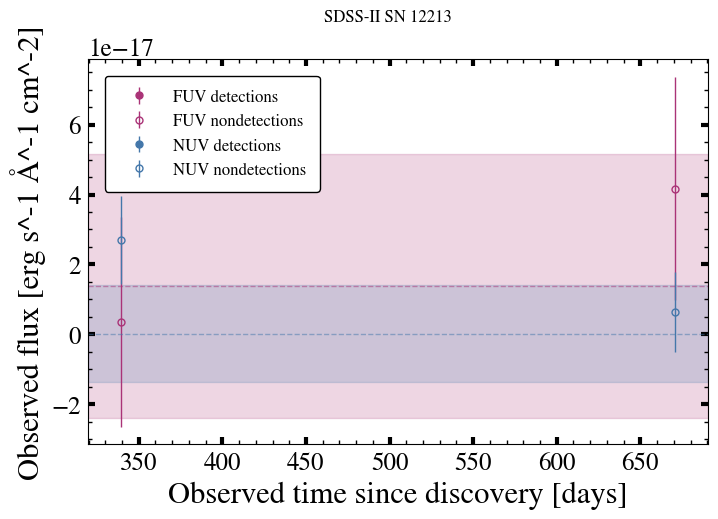 SDSS-II SN 12213
1e−17
FUV detections
FUV nondetections
NUV detections
NUV nondetections
6
4
2
0
−2
350 400 450 500 550 600 650
Observed time since discovery [days]
Observed flux [erg s^-1 Å^-1 cm^-2]